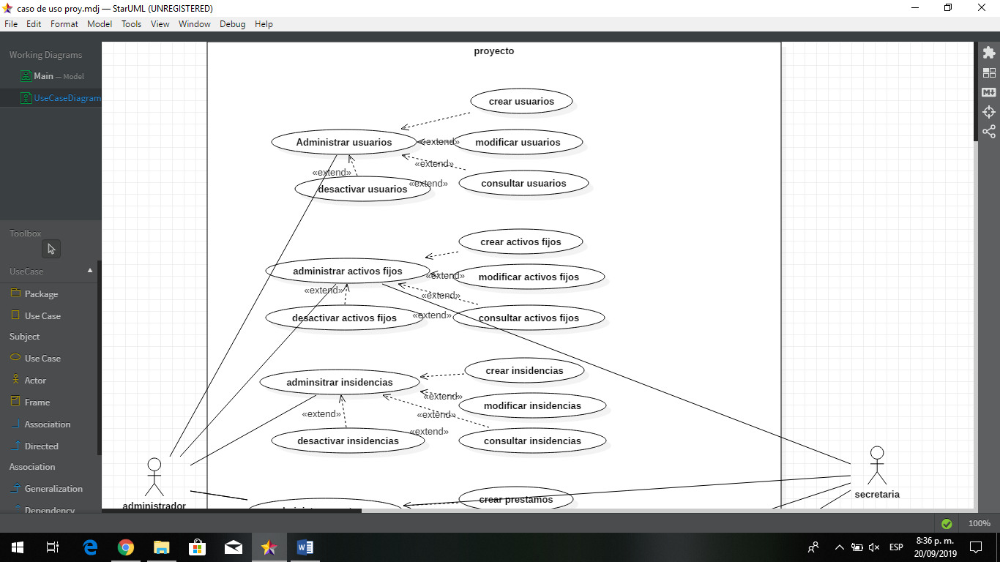 caso de uso proy.mdj — StarUML (UNREGISTERED)
File Edit Format Model Tools View Window Debug Help
Working Diagrams
Main — Model
UseCaseDiagram
Toolbox
UseCase
Package
Use Case
Subject
Use Case
Actor
Frame
Association
Directed
Association
Generalization
Dependency
proyecto
crear usuarios
Administrar usuarios
«extend»
modificar usuarios
«extend»
«extend»
consultar usuarios
desactivar usuarios
«extend»
crear activos fijos
administrar activos fijos
«extend»
modificar activos fijos
«extend»
«extend»
desactivar activos fijos
«extend»
consultar activos fijos
crear insidencias
adminsitrar insidencias
«extend»
modificar insidencias
«extend»
«extend»
«extend»
desactivar insidencias
consultar insidencias
administrador
secretaria
crear prestamos
100%
ESP
8:36 p. m.
20/09/2019